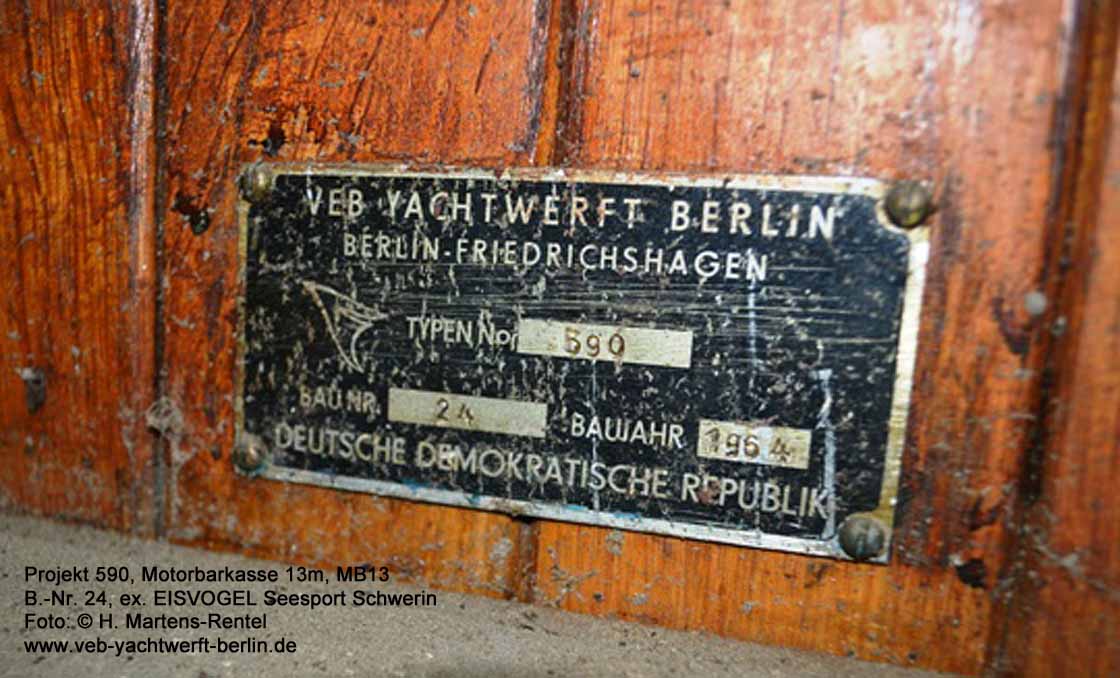 VEB YACHTWERFT BERLIN
BERLIN-FRIEDRICHSHAGEN
TYPEN No. 590
BAU NR. 24 BAUJAHR 1964
DEUTSCHE DEMOKRATISCHE REPUBLIK
Projekt 590, Motorbarkasse 13m, MB13
B.-Nr. 24, ex. EISVOGEL Seesport Schwerin
Foto: © H. Martens-Rentel
www.veb-yachtwerft-berlin.de